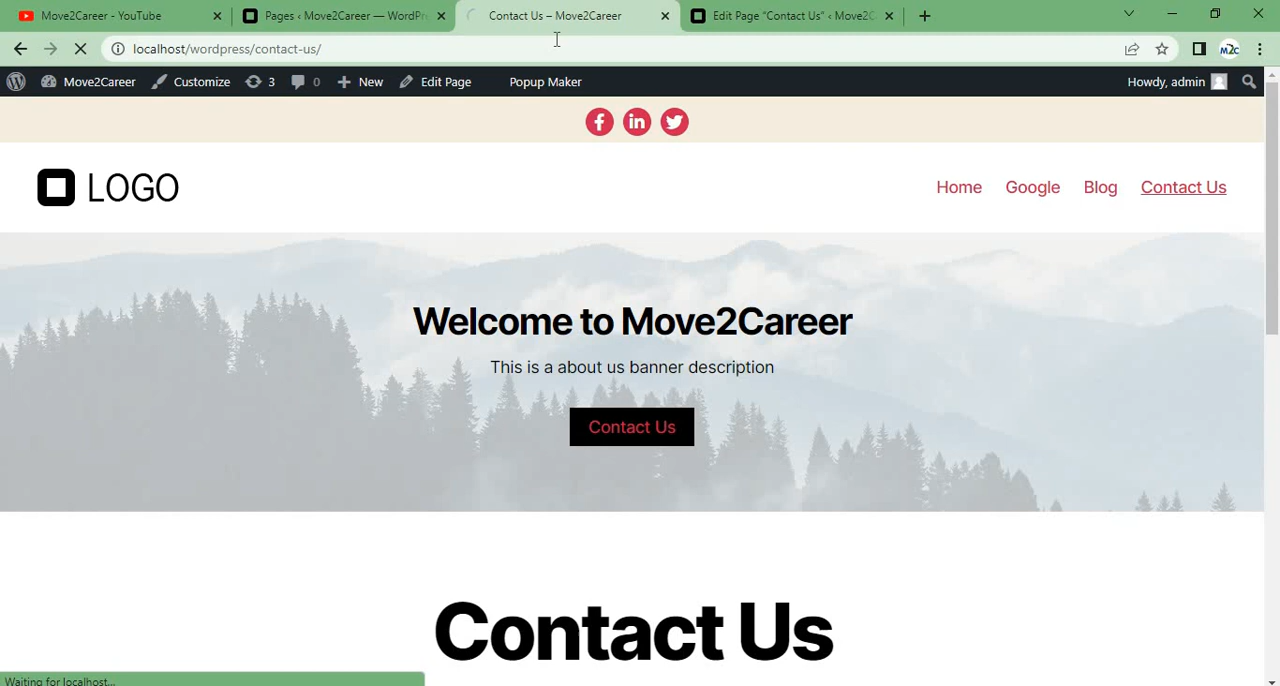 Move2Career - YouTube
Pages ‹ Move2Career — WordPr
Contact Us – Move2Career
Edit Page "Contact Us" ‹ Move2C
localhost/wordpress/contact-us/
M2C
Move2Career
Customize
3
0
New
Edit Page
Popup Maker
Howdy, admin
LOGO
Home
Google
Blog
Contact Us
Welcome to Move2Career
This is a about us banner description
Contact Us
Contact Us
Waiting for localhost...